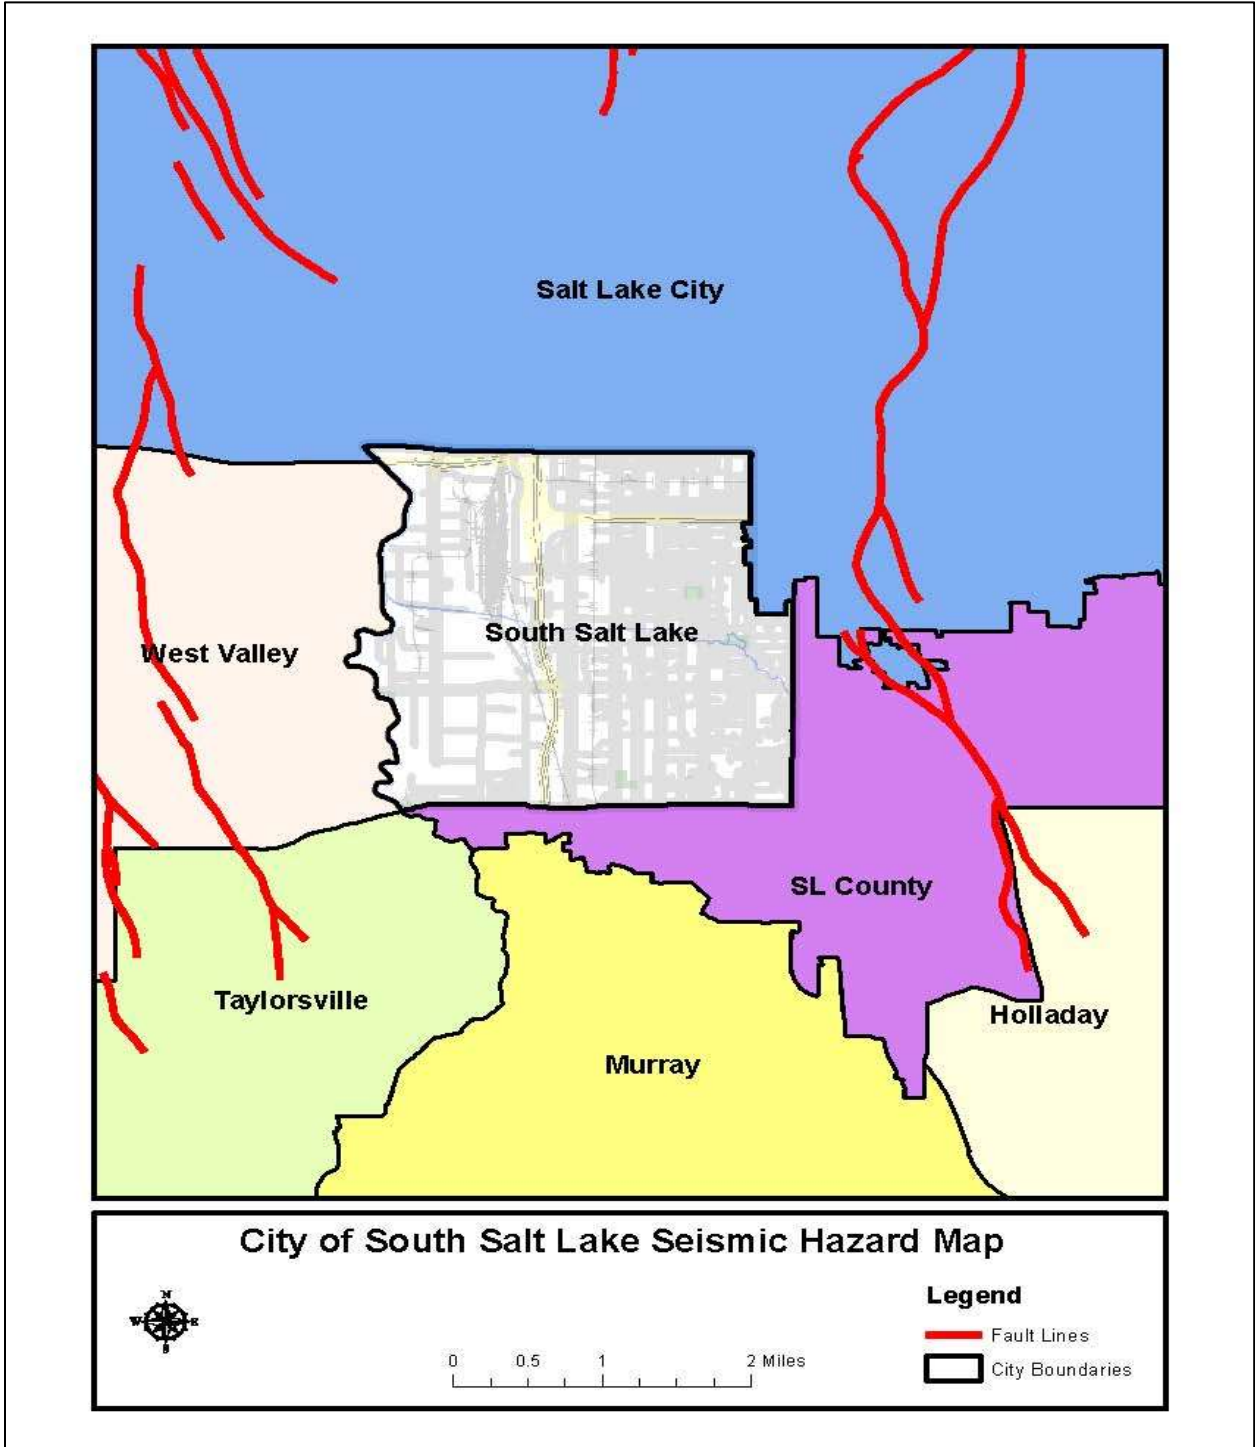 Salt Lake City
South Salt Lake
West Valley
SL County
Taylorsville
Holladay
Murray
City of South Salt Lake Seismic Hazard Map
N
W E
S
Legend
Fault Lines
City Boundaries
0 0.5 1 2 Miles